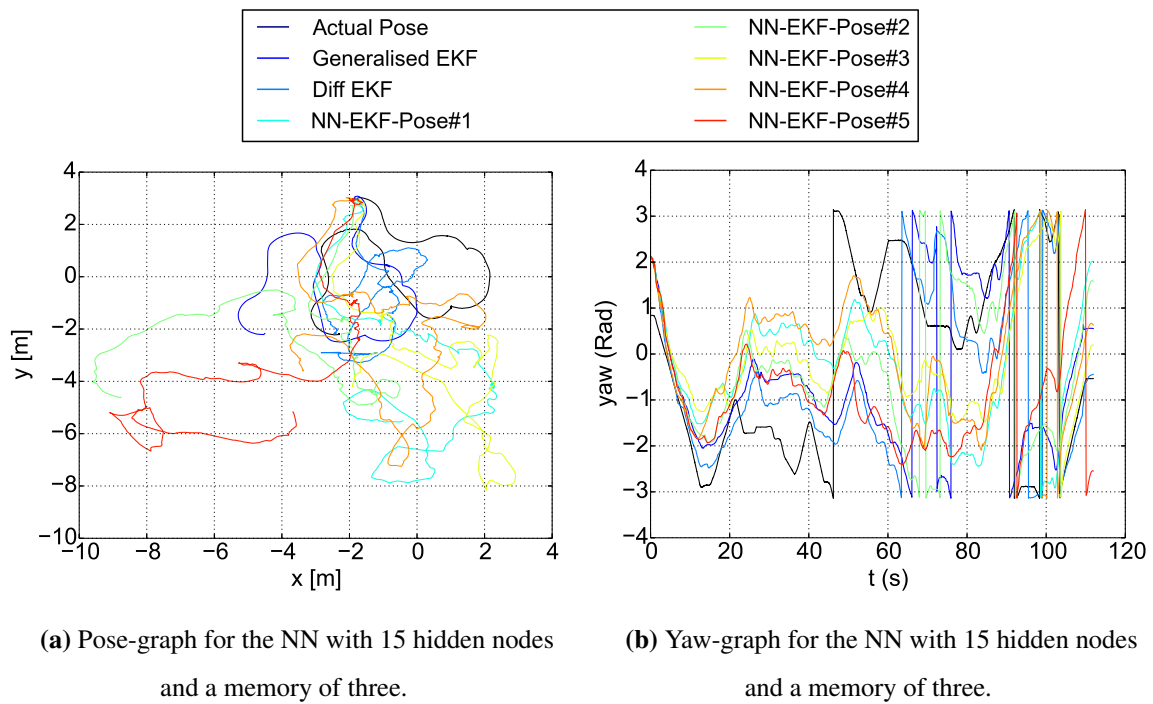 Actual Pose
Generalised EKF
Diff EKF
NN-EKF-Pose#1
NN-EKF-Pose#2
NN-EKF-Pose#3
NN-EKF-Pose#4
NN-EKF-Pose#5
4
2
0
−2
−4
−6
−8
−10
y [m]
−10 −8 −6 −4 −2 0 2 4
x [m]
4
3
2
1
0
−1
−2
−3
−4
yaw (Rad)
0 20 40 60 80 100 120
t (s)
(a) Pose-graph for the NN with 15 hidden nodes
and a memory of three.
(b) Yaw-graph for the NN with 15 hidden nodes
and a memory of three.